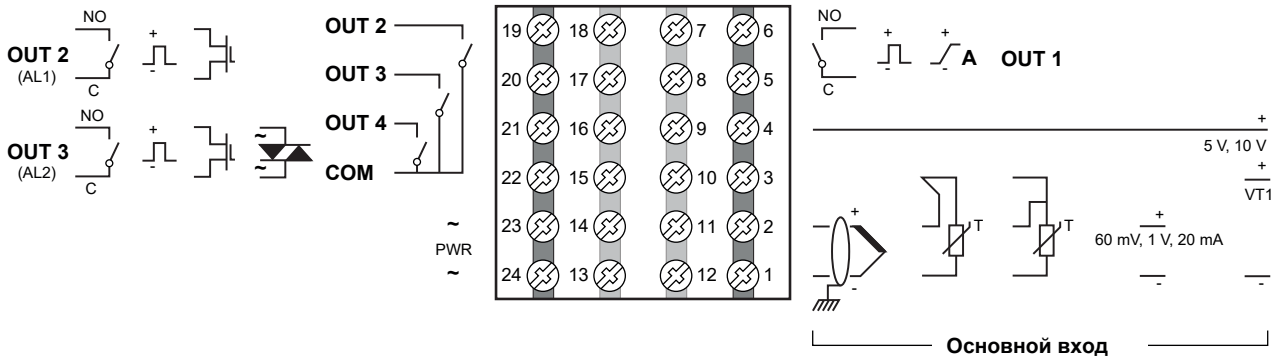 NO
OUT 2
(AL1)
+
-
C
NO
OUT 3
(AL2)
+
-
C
~
~
OUT 2
OUT 3
OUT 4
COM
~
PWR
~
19 18 7 6
20 17 8 5
21 16 9 4
22 15 10 3
23 14 11 2
24 13 12 1
NO
C
+
-
+
-
A
OUT 1
+
5 V, 10 V
+
VT1
+
-
T
T
+
60 mV, 1 V, 20 mA
-
-
Основной вход